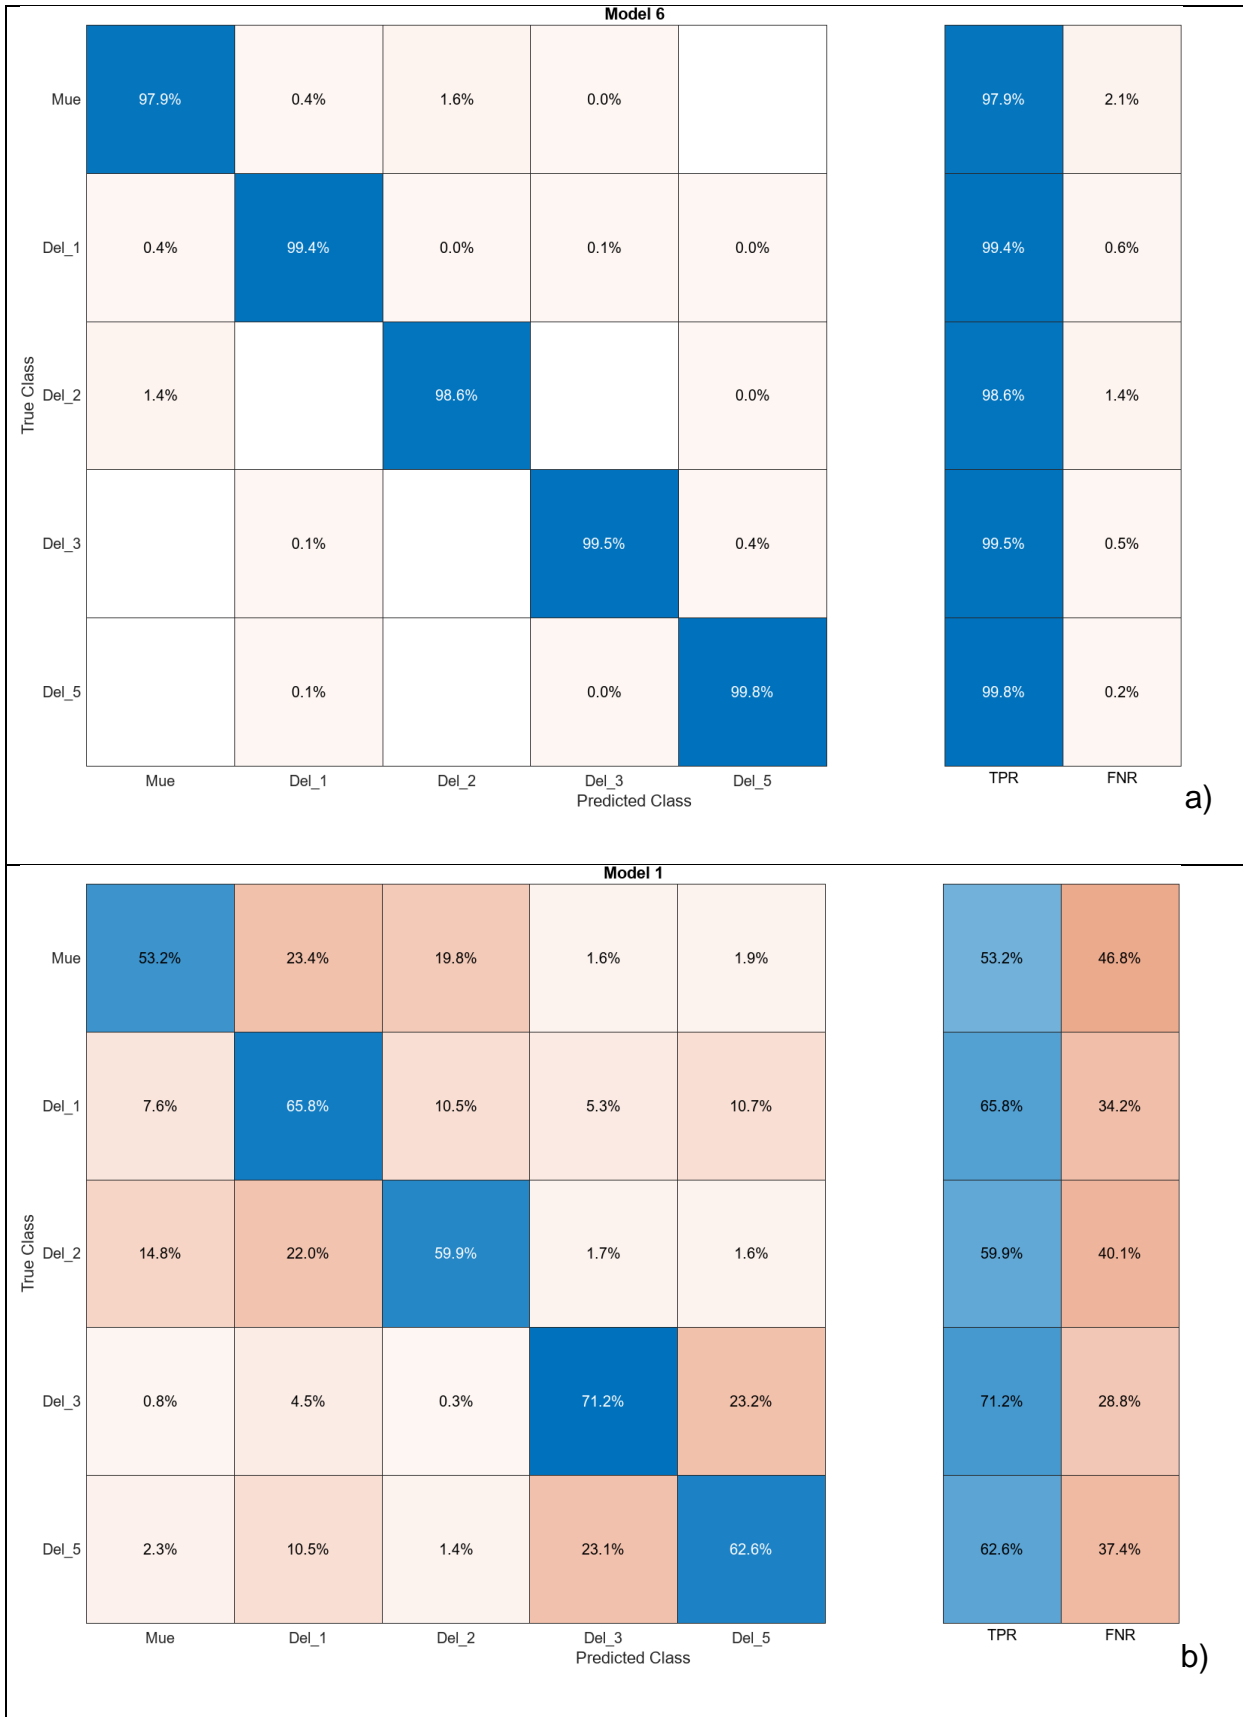 Model 6
Mue 97.9% 0.4% 1.6% 0.0% 97.9% 2.1%
Del_1 0.4% 99.4% 0.0% 0.1% 0.0% 99.4% 0.6%
True Class
Del_2 1.4% 98.6% 0.0% 98.6% 1.4%
Del_3 0.1% 99.5% 0.4% 99.5% 0.5%
Del_5 0.1% 0.0% 99.8% 99.8% 0.2%
Mue Del_1 Del_2 Del_3 Del_5 TPR FNR
Predicted Class
a)
Model 1
Mue 53.2% 23.4% 19.8% 1.6% 1.9% 53.2% 46.8%
Del_1 7.6% 65.8% 10.5% 5.3% 10.7% 65.8% 34.2%
True Class
Del_2 14.8% 22.0% 59.9% 1.7% 1.6% 59.9% 40.1%
Del_3 0.8% 4.5% 0.3% 71.2% 23.2% 71.2% 28.8%
Del_5 2.3% 10.5% 1.4% 23.1% 62.6% 62.6% 37.4%
Mue Del_1 Del_2 Del_3 Del_5 TPR FNR
Predicted Class
b)